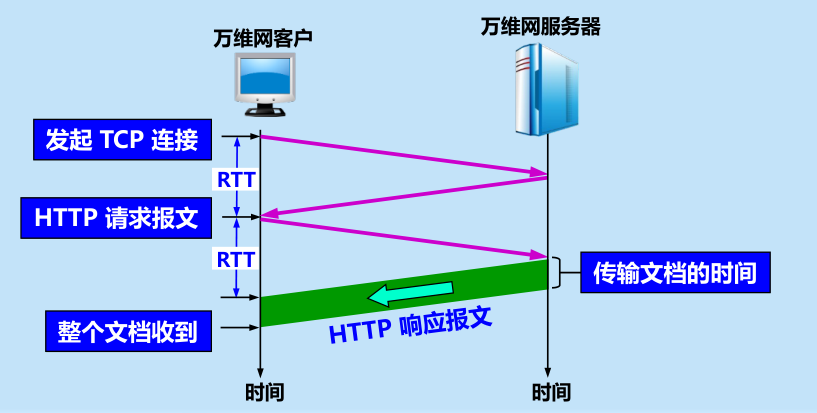 万维网客户
万维网服务器
发起 TCP 连接
RTT
HTTP 请求报文
RTT
传输文档的时间
整个文档收到
HTTP 响应报文
时间
时间